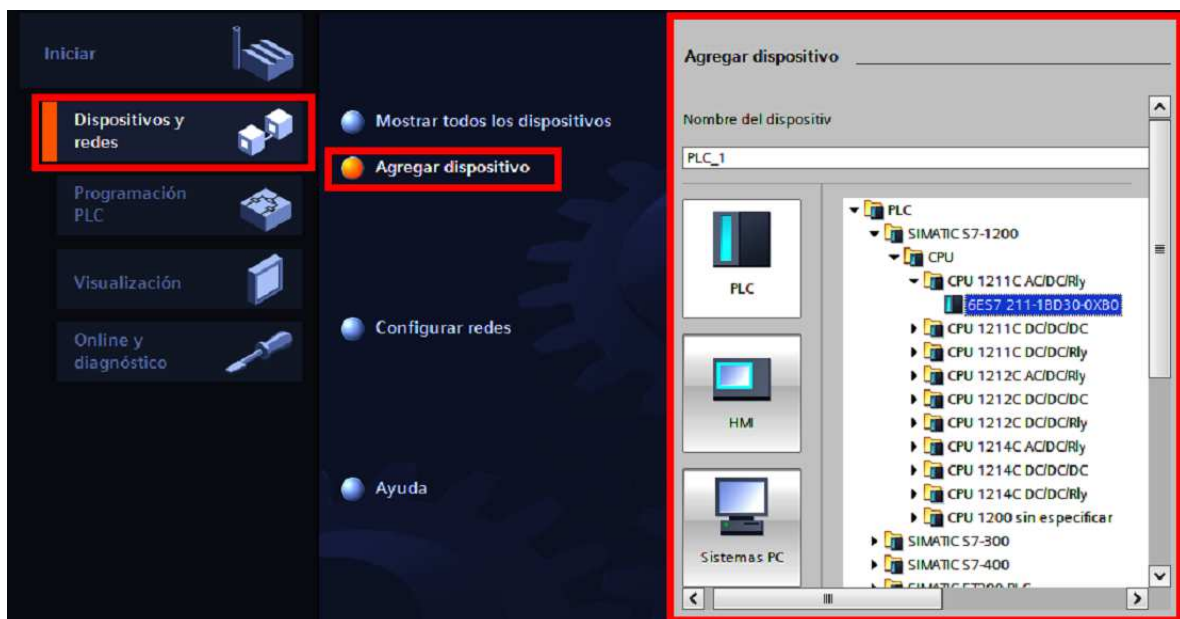 Iniciar
Dispositivos y
redes
Programación
PLC
Visualización
Online y
diagnóstico
Mostrar todos los dispositivos
Agregar dispositivo
Configurar redes
Ayuda
Agregar dispositivo
Nombre del dispositiv
PLC_1
PLC
HMI
Sistemas PC
PLC
SIMATIC S7-1200
CPU
CPU 1211C AC/DC/Rly
6ES7 211-1BD30-0XB0
CPU 1211C DC/DC/DC
CPU 1211C DC/DC/Rly
CPU 1212C AC/DC/Rly
CPU 1212C DC/DC/DC
CPU 1212C DC/DC/Rly
CPU 1214C AC/DC/Rly
CPU 1214C DC/DC/DC
CPU 1214C DC/DC/Rly
CPU 1200 sin especificar
SIMATIC S7-300
SIMATIC S7-400